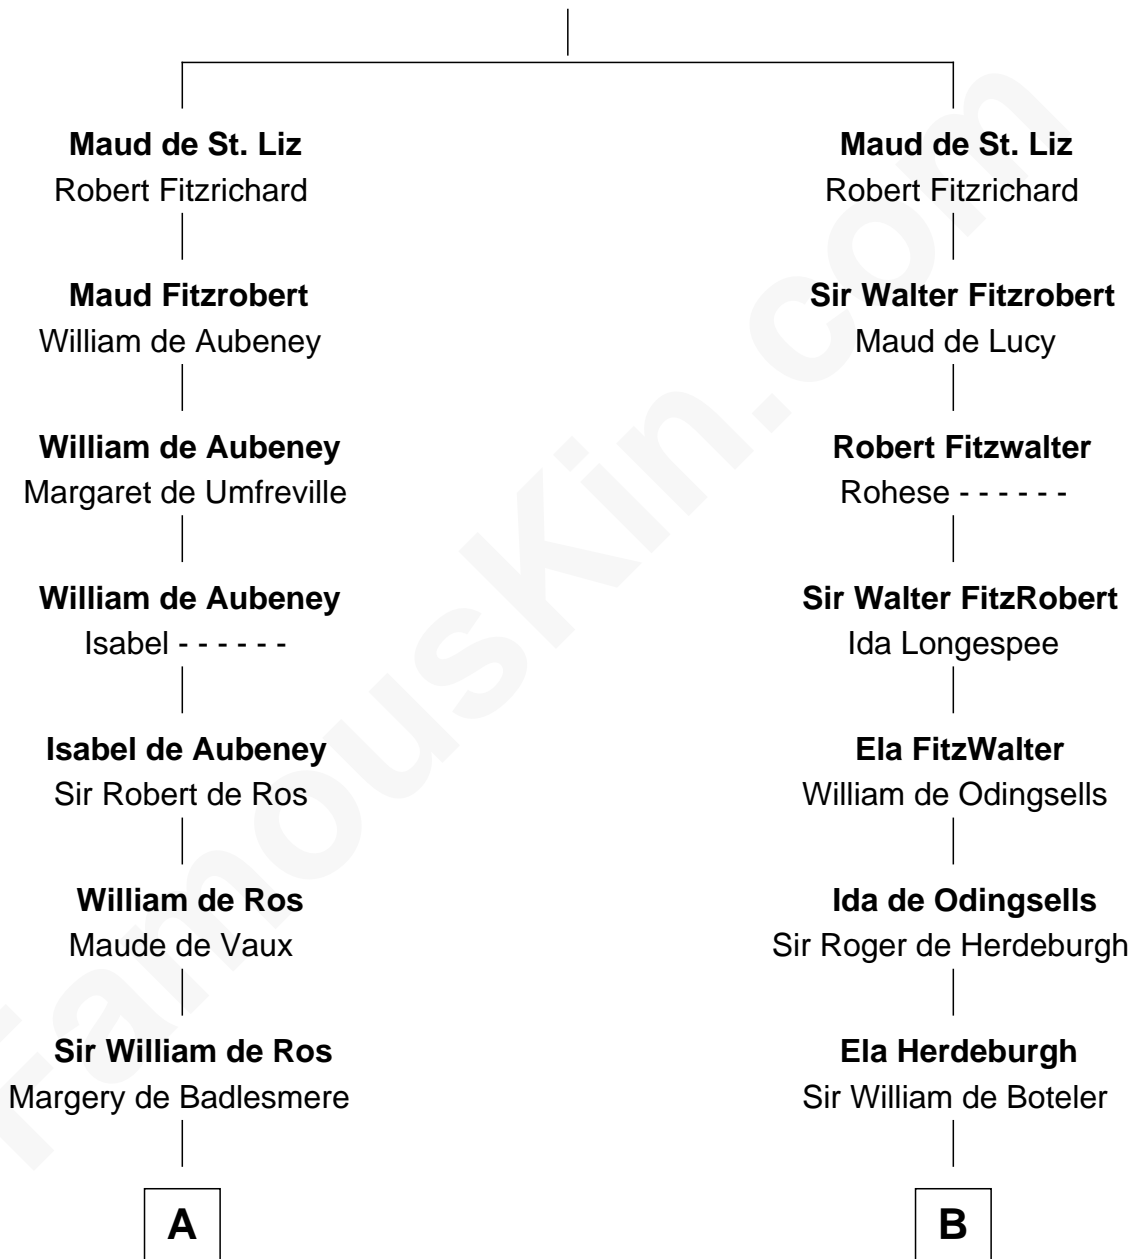 Maud de St. Liz
Robert Fitzrichard
Maud Fitzrobert
William de Aubeney
William de Aubeney
Margaret de Umfreville
William de Aubeney
Isabel - - - - - -
Isabel de Aubeney
Sir Robert de Ros
William de Ros
Maude de Vaux
Sir William de Ros
Margery de Badlesmere
A
Maud de St. Liz
Robert Fitzrichard
Sir Walter Fitzrobert
Maud de Lucy
Robert Fitzwalter
Rohese - - - - - -
Sir Walter FitzRobert
Ida Longespee
Ela FitzWalter
William de Odingsells
Ida de Odingsells
Sir Roger de Herdeburgh
Ela Herdeburgh
Sir William de Boteler
B
FamousKin.com